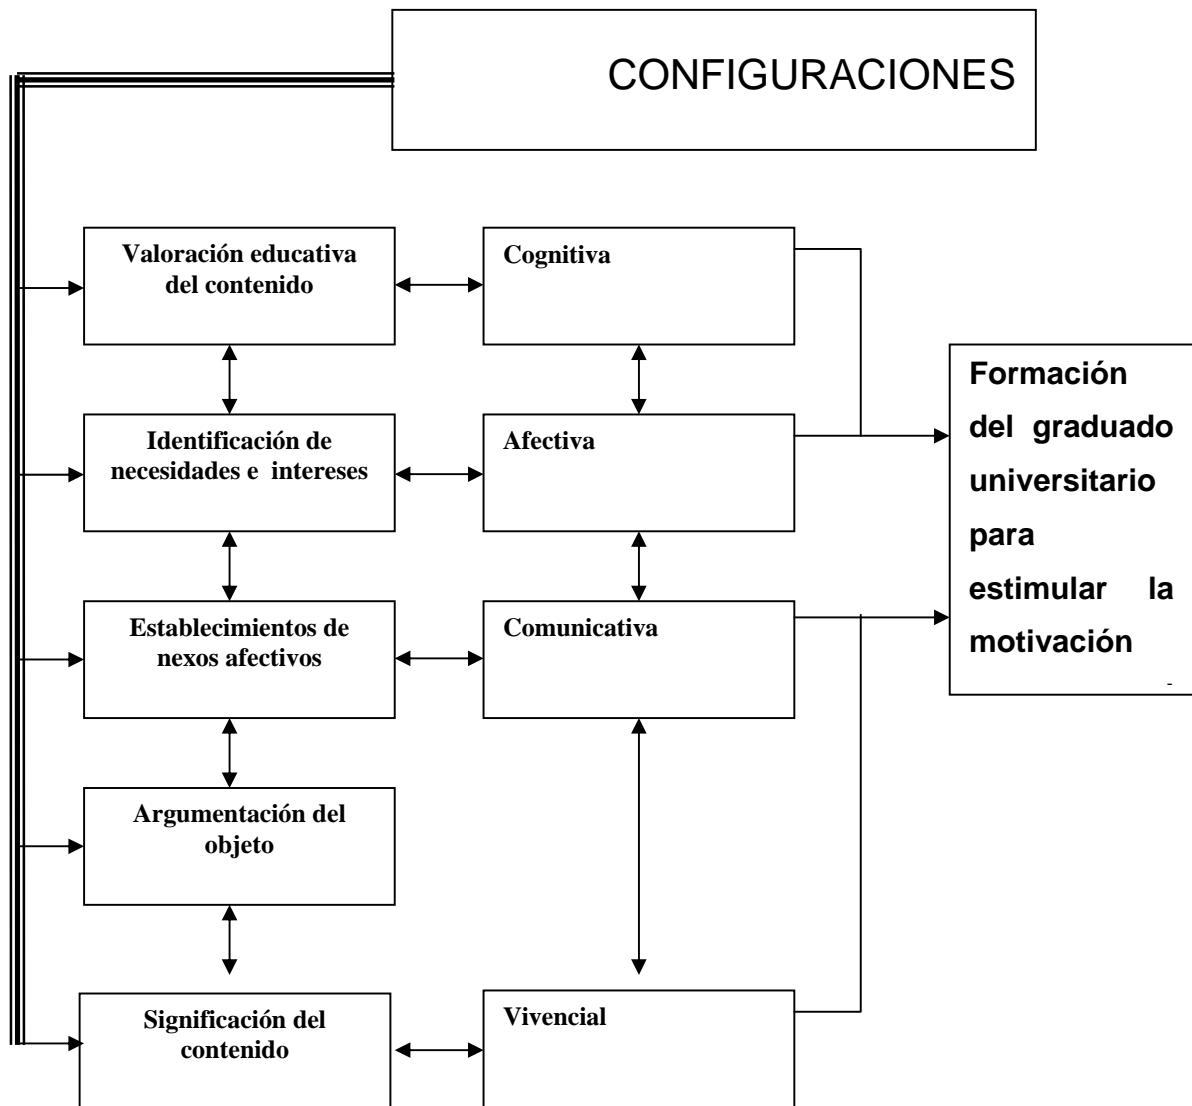 CONFIGURACIONES
Valoración educativa
del contenido
Cognitiva
Identificación de
necesidades e intereses
Afectiva
Establecimientos de
nexos afectivos
Comunicativa
Argumentación del
objeto
Significación del
contenido
Vivencial
Formación
del graduado
universitario
para
estimular la
motivación